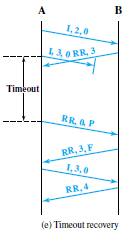 A B
I, 2, 0
I, 3, 0 RR, 3
Timeout
RR, 0, P
RR, 3, F
I, 3, 0
RR, 4
(e) Timeout recovery